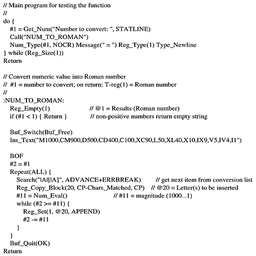 // Main program for testing the function
//
do {
#1 = Get_Num("Number to convert: ", STATLINE)
Call("NUM_TO_ROMAN")
Num_Type(#1, NOCR) Message(" = ") Reg_Type(1) Type_Newline
} while (Reg_Size(1))
Return
// Convert numeric value into Roman number
// #1 = number to convert; on return: T-reg(1) = Roman number
//
:NUM_TO_ROMAN:
Reg_Empty(1) // @1 = Results (Roman number)
if (#1 < 1) { Return } // non-positive numbers return empty string
Buf_Switch(Buf_Free)
Ins_Text("M1000,CM900,D500,CD400,C100,XC90,L50,XL40,X10,IX9,V5,IV4,I1")
BOF
#2 = #1
Repeat(ALL) {
Search("|A||A|", ADVANCE+ERRBREAK) // get next item from conversion list
Reg_Copy_Block(20, CP-Chars_Matched, CP) // @20 = Letter(s) to be inserted
#11 = Num_Eval() // #11 = magnitude (1000...1)
while (#2 >= #11) {
Reg_Set(1, @20, APPEND)
#2 -= #11
}
}
Buf_Quit(OK)
Return